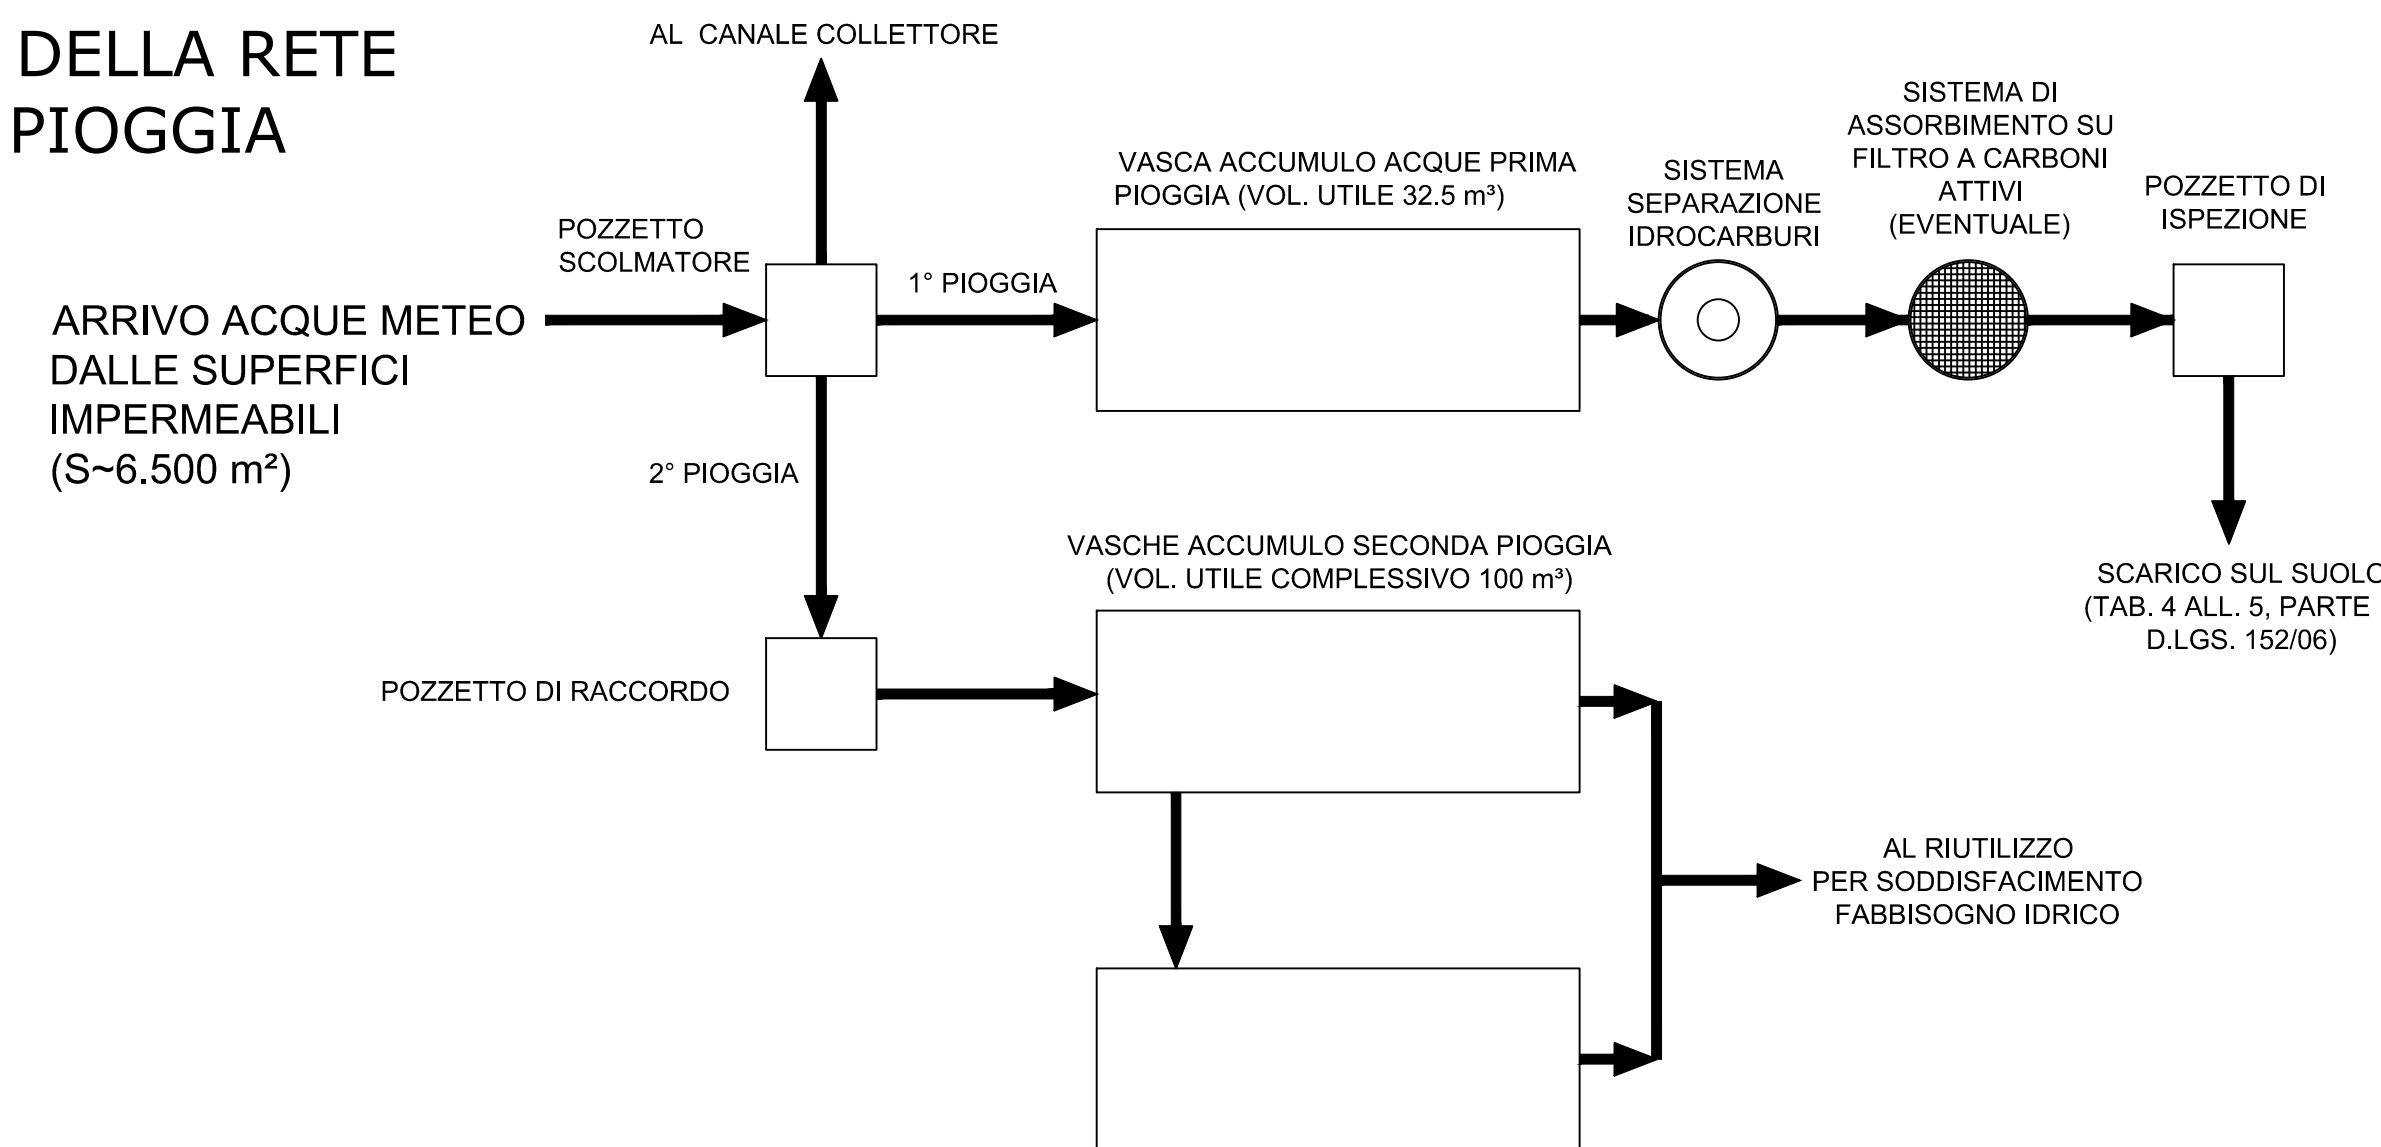 DELLA RETE
PIOGGIA
AL CANALE COLLETTORE
SISTEMA DI
ASSORBIMENTO SU
FILTRO A CARBONI
ATTIVI
(EVENTUALE)
VASCA ACCUMULO ACQUE PRIMA
PIOGGIA (VOL. UTILE 32.5 m³)
SISTEMA
SEPARAZIONE
IDROCARBURI
POZZETTO DI
ISPEZIONE
POZZETTO
SCOLMATORE
1° PIOGGIA
ARRIVO ACQUE METEO
DALLE SUPERFICI
IMPERMEABILI
(S~6.500 m²)
2° PIOGGIA
VASCHE ACCUMULO SECONDA PIOGGIA
(VOL. UTILE COMPLESSIVO 100 m³)
SCARICO SUL SUOLO
(TAB. 4 ALL. 5, PARTE
D.LGS. 152/06)
POZZETTO DI RACCORDO
AL RIUTILIZZO
PER SODDISFACIMENTO
FABBISOGNO IDRICO